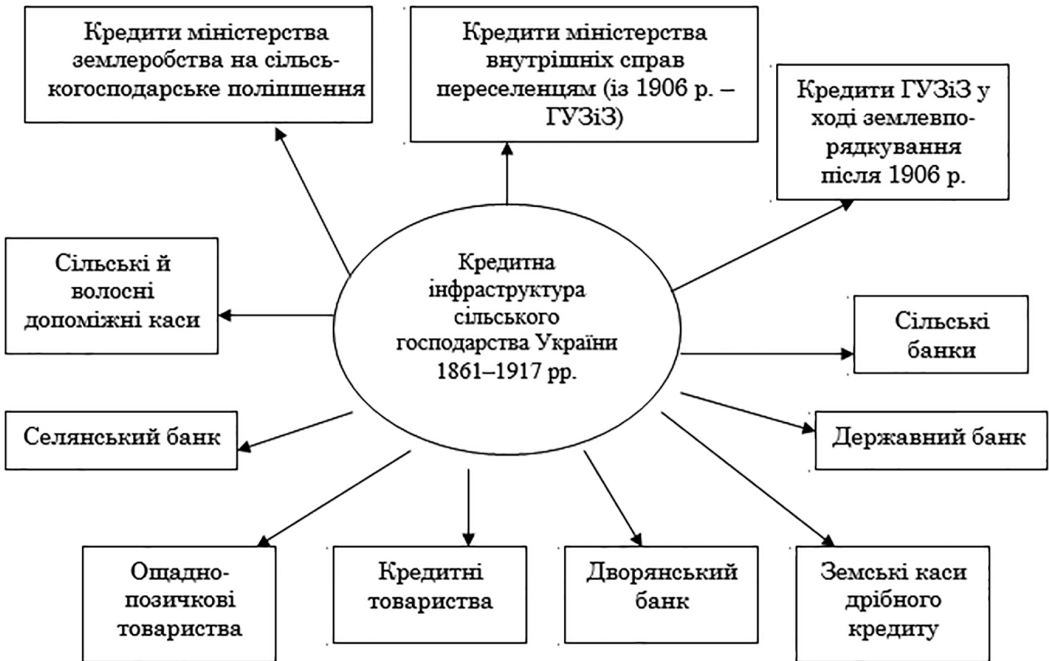 Кредити міністерства
землеробства на сільсь-
когосподарське поліпшення
Кредити міністерства
внутрішніх справ
переселенцям (із 1906 р. –
ГУЗіЗ)
Кредити ГУЗіЗ у
ході землевпо-
рядкування
після 1906 р.
Сільські й
волосні
допоміжні каси
Кредитна
інфраструктура
сільського
господарства України
1861–1917 рр.
Сільські
банки
Селянський банк
Державний банк
Ощадно-
позичкові
товариства
Кредитні
товариства
Дворянський
банк
Земські каси
дрібного
кредиту